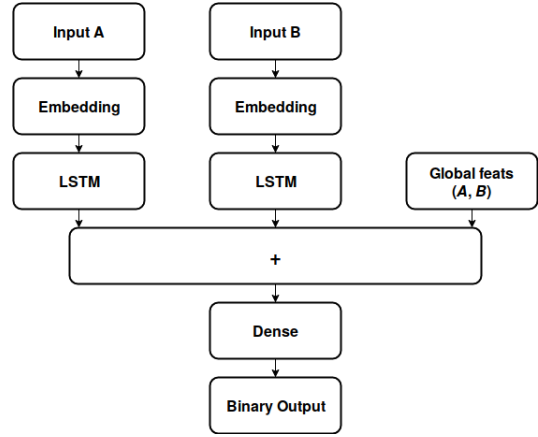 Input A
Input B
Embedding
Embedding
LSTM
LSTM
Global feats
(A, B)
+
Dense
Binary Output